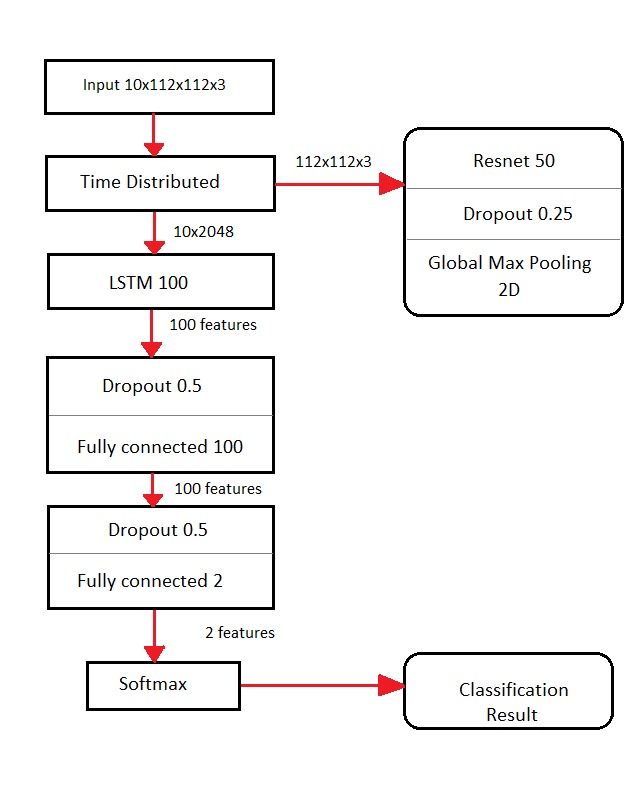 Input 10x112x112x3
Time Distributed
112x112x3
Resnet 50
Dropout 0.25
Global Max Pooling
2D
10x2048
LSTM 100
100 features
Dropout 0.5
Fully connected 100
100 features
Dropout 0.5
Fully connected 2
2 features
Softmax
Classification
Result